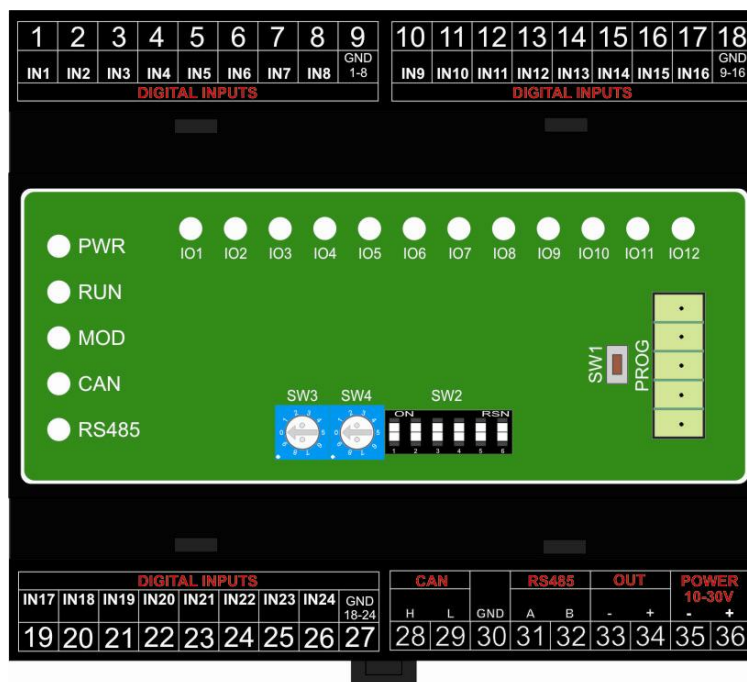 1 2 3 4 5 6 7 8 9
IN1 IN2 IN3 IN4 IN5 IN6 IN7 IN8 GND 1-8
DIGITAL INPUTS
10 11 12 13 14 15 16 17 18
IN9 IN10 IN11 IN12 IN13 IN14 IN15 IN16 GND 9-16
DIGITAL INPUTS
IO1 IO2 IO3 IO4 IO5 IO6 IO7 IO8 IO9 IO10 IO11 IO12
PWR
RUN
MOD
CAN
RS485
SW1
PROG
SW3 SW4 SW2
ON RSN
1 2 3 4 5 6
DIGITAL INPUTS
IN17 IN18 IN19 IN20 IN21 IN22 IN23 IN24 GND 18-24
19 20 21 22 23 24 25 26 27
CAN RS485 OUT POWER
10-30V
H L GND A B - + - +
28 29 30 31 32 33 34 35 36